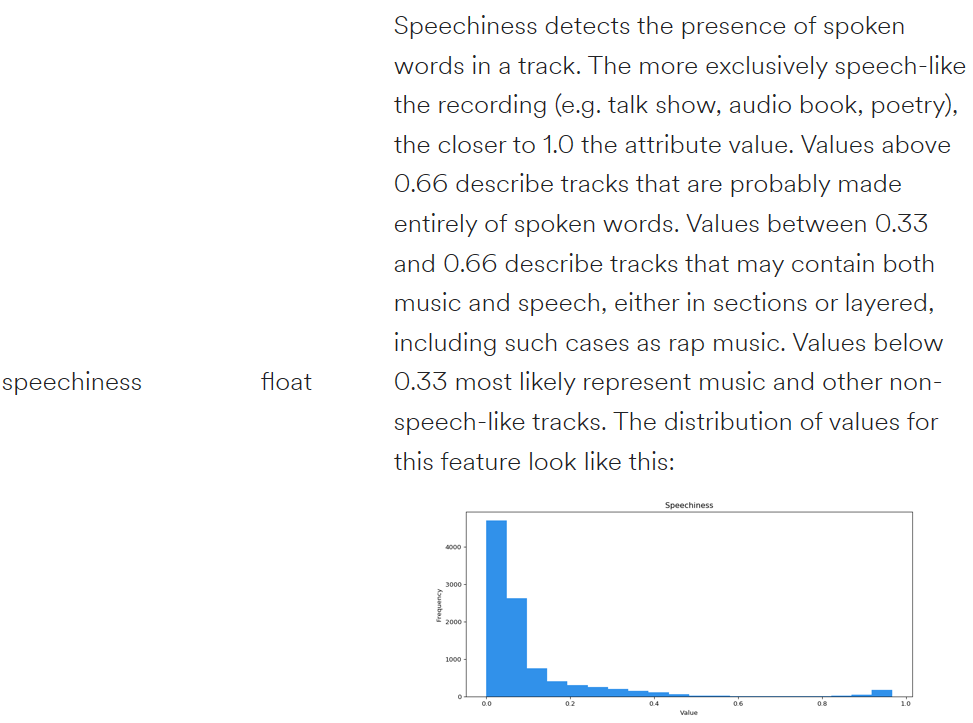 Speechiness detects the presence of spoken
words in a track. The more exclusively speech-like
the recording (e.g. talk show, audio book, poetry),
the closer to 1.0 the attribute value. Values above
0.66 describe tracks that are probably made
entirely of spoken words. Values between 0.33
and 0.66 describe tracks that may contain both
music and speech, either in sections or layered,
including such cases as rap music. Values below
speechiness float 0.33 most likely represent music and other non-
speech-like tracks. The distribution of values for
this feature look like this:
Speechiness
4000
3000
2000
1000
0
Frequency
0.0 0.2 0.4 0.6 0.8 1.0
Value